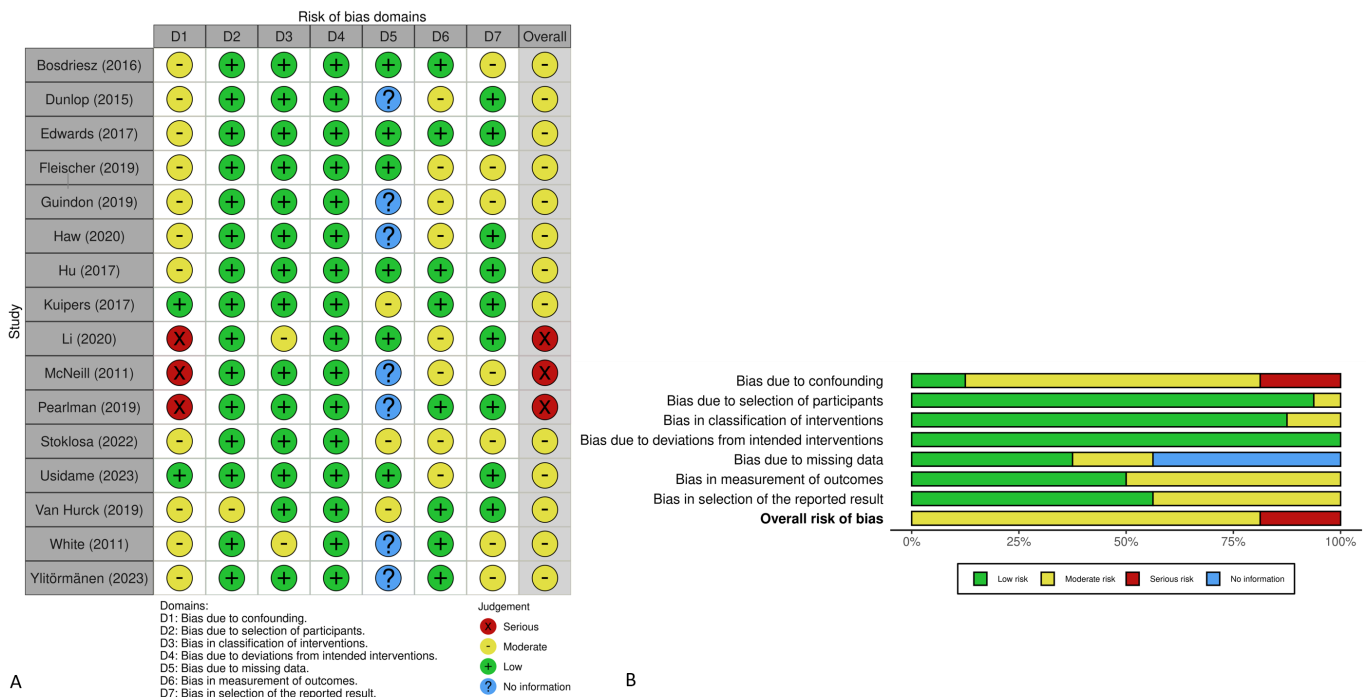 Risk of bias domains
D1 D2 D3 D4 D5 D6 D7 Overall
Study
Bosdriesz (2016) - + + + + + - -
Dunlop (2015) - + + + ? - + -
Edwards (2017) - + + + + + + -
Fleischer (2019) - + + + + - - -
Guindon (2019) - + + + ? - - -
Haw (2020) - + + + ? - + -
Hu (2017) - + + + + + + -
Kuipers (2017) + + + + - + + -
Li (2020) X + - + + - + X
McNeill (2011) X + + + ? - - X
Pearlman (2019) X + + + ? + + X
Stoklosa (2022) - + + + - - - -
Usidame (2023) + + + + + - + -
Van Hurck (2019) - - + + - + + -
White (2011) - + - + ? + - -
Ylitörmänen (2023) - + + + ? + - -
Domains:
D1: Bias due to confounding.
D2: Bias due to selection of participants.
D3: Bias in classification of interventions.
D4: Bias due to deviations from intended interventions.
D5: Bias due to missing data.
D6: Bias in measurement of outcomes.
D7: Bias in selection of the reported result.
Judgement
X Serious
- Moderate
+ Low
? No information
A
Bias due to confounding
Bias due to selection of participants
Bias in classification of interventions
Bias due to deviations from intended interventions
Bias due to missing data
Bias in measurement of outcomes
Bias in selection of the reported result
Overall risk of bias
0% 25% 50% 75% 100%
Low risk Moderate risk Serious risk No information
B